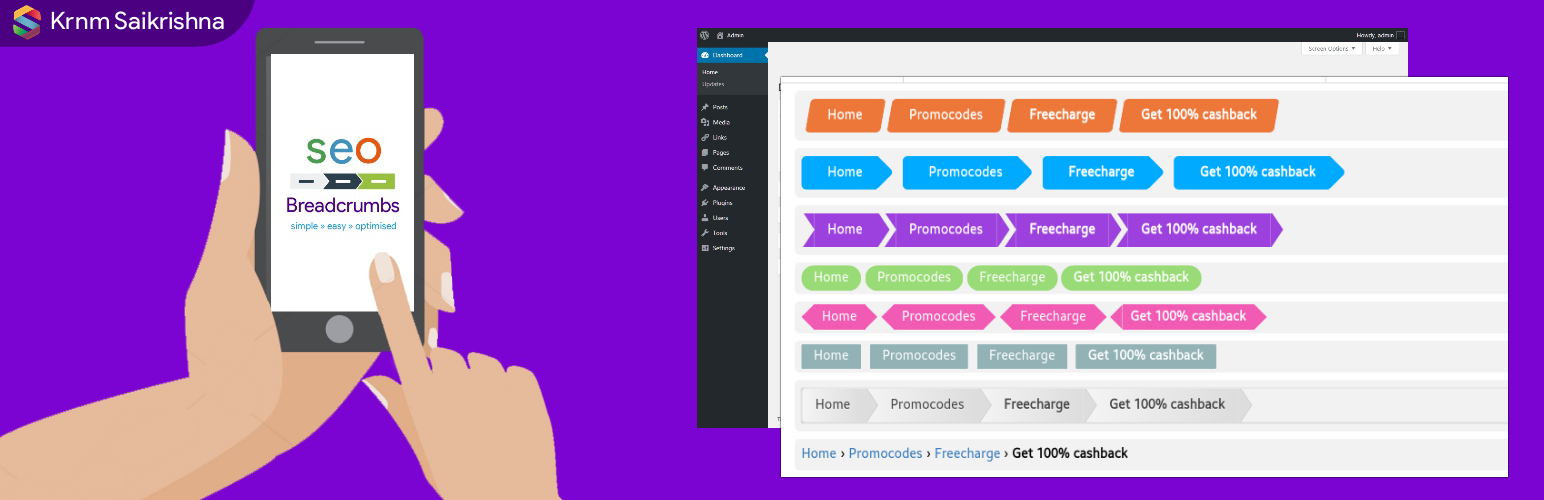 Krnm Saikrishna
seo
Breadcrumbs
simple » easy » optimised
Admin
Howdy, admin
Dashboard
Screen Options ▼
Help ▼
Home
Updates
Posts
Media
Links
Pages
Comments
Appearance
Plugins
Users
Tools
Settings
Home Promocodes Freecharge Get 100% cashback
Home Promocodes Freecharge Get 100% cashback
Home Promocodes Freecharge Get 100% cashback
Home Promocodes Freecharge Get 100% cashback
Home Promocodes Freecharge Get 100% cashback
Home Promocodes Freecharge Get 100% cashback
Home Promocodes Freecharge Get 100% cashback
Home › Promocodes › Freecharge › Get 100% cashback